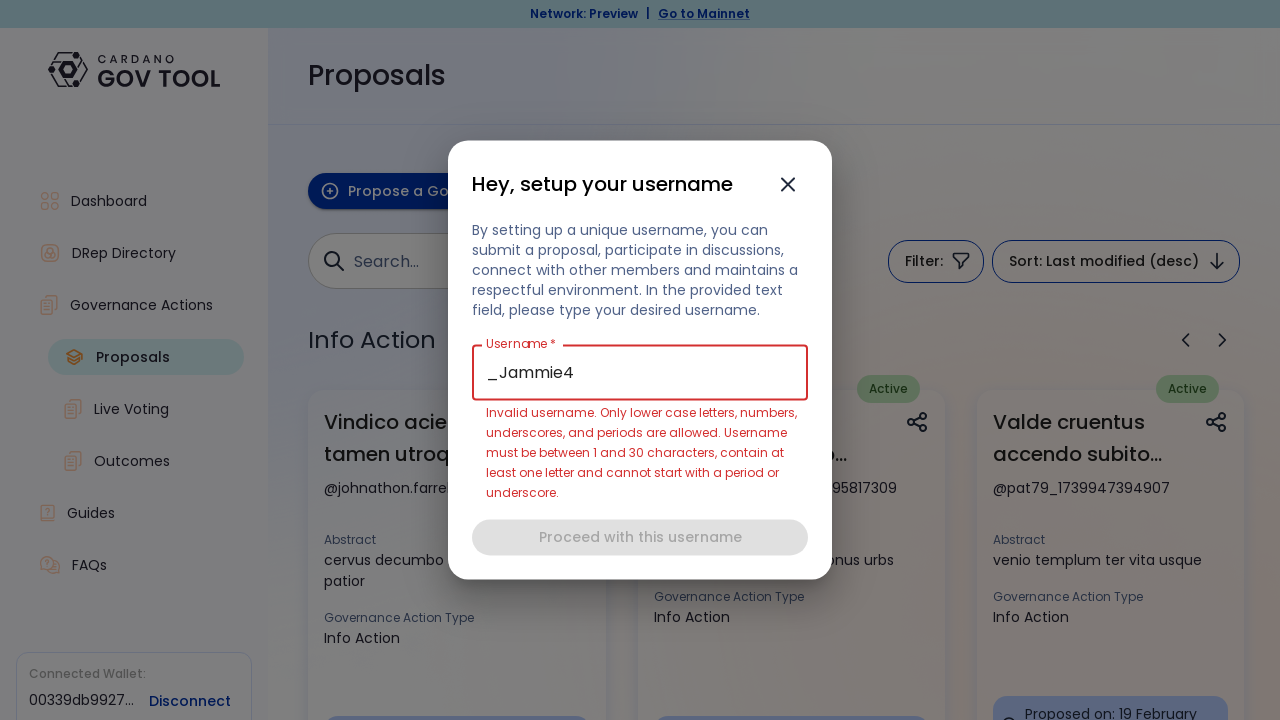 Network: Preview | Go to Mainnet
CARDANO
GOV TOOL
Proposals
Dashboard
DRep Directory
Governance Actions
Proposals
Live Voting
Outcomes
Guides
FAQs
Connected Wallet:
00339db9927... Disconnect
Propose a Go
Search...
Filter:
Sort: Last modified (desc)
Info Action
Hey, setup your username
By setting up a unique username, you can
submit a proposal, participate in discussions,
connect with other members and maintains a
respectful environment. In the provided text
field, please type your desired username.
Username *
_Jammie4
Invalid username. Only lower case letters, numbers,
underscores, and periods are allowed. Username
must be between 1 and 30 characters, contain at
least one letter and cannot start with a period or
underscore.
Proceed with this username
Vindico acie
tamen utroq
@johnathon.farre
Abstract
cervus decumbo
patior
Governance Action Type
Info Action
Active
...
95817309
onus urbs
Governance Action Type
Info Action
Active
Valde cruentus
accendo subito...
@pat79_1739947394907
Abstract
venio templum ter vita usque
Governance Action Type
Info Action
Proposed on: 19 February